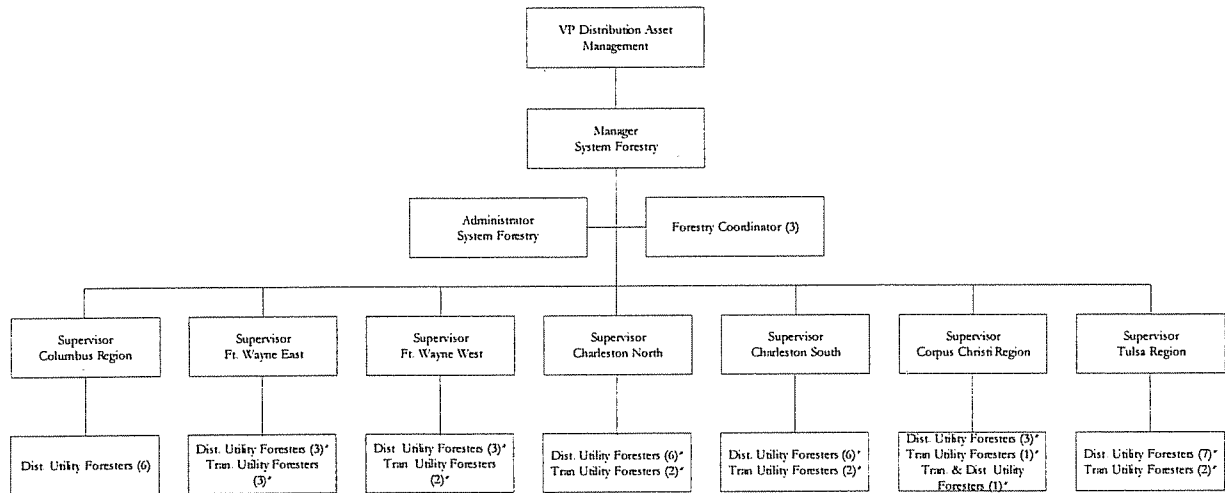 VP Distribution Asset
Management
Manager
System Forestry
Administrator
System Forestry
Forestry Coordinator (3)
Supervisor
Columbus Region
Supervisor
Ft. Wayne East
Supervisor
Ft. Wayne West
Supervisor
Charleston North
Supervisor
Charleston South
Supervisor
Corpus Christi Region
Supervisor
Tulsa Region
Dist. Utility Foresters (6)
Dist. Utility Foresters (3)*
Tran. Utility Foresters
(3)*
Dist. Utility Foresters (3)*
Tran. Utility Foresters
(2)*
Dist. Utility Foresters (6)*
Tran Utility Foresters (2)*
Dist. Utility Foresters (6)*
Tran Utility Foresters (2)*
Dist. Utility Foresters (3)*
Tran Utility Foresters (1)*
Tran. & Dist. Utility
Foresters (1)*
Dist. Utility Foresters (7)*
Tran Utility Foresters (2)*